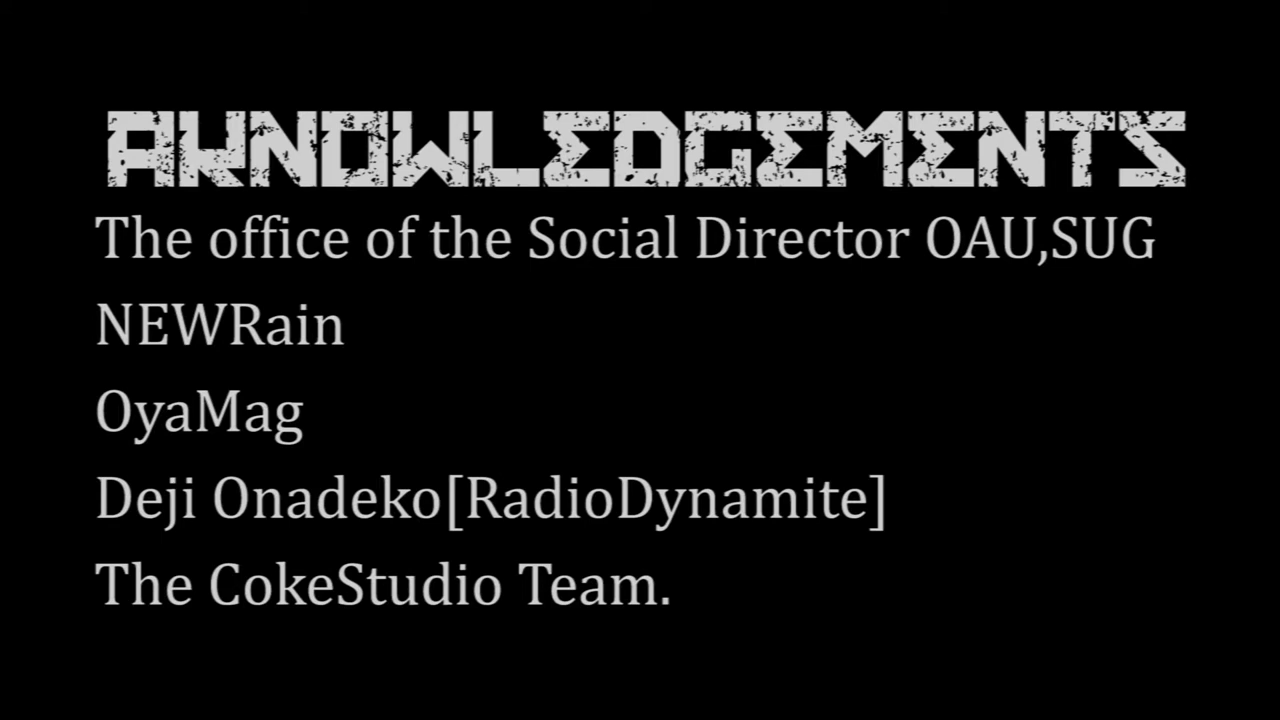 AKNOWLEDGEMENTS
The office of the Social Director OAU,SUG
NEWRain
OyaMag
Deji Onadeko[RadioDynamite]
The CokeStudio Team.